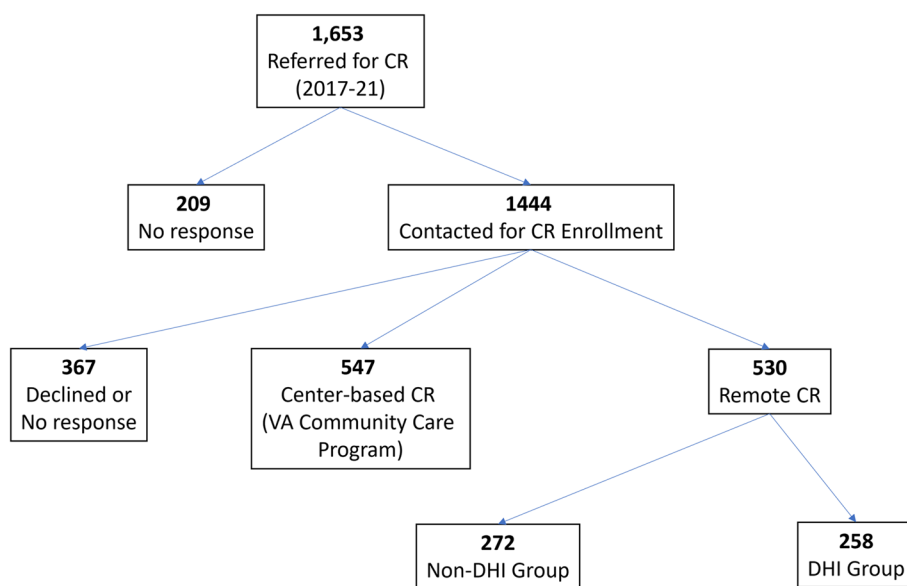 1,653
Referred for CR
(2017-21)
209
No response
1444
Contacted for CR Enrollment
367
Declined or
No response
547
Center-based CR
(VA Community Care
Program)
530
Remote CR
272
Non-DHI Group
258
DHI Group